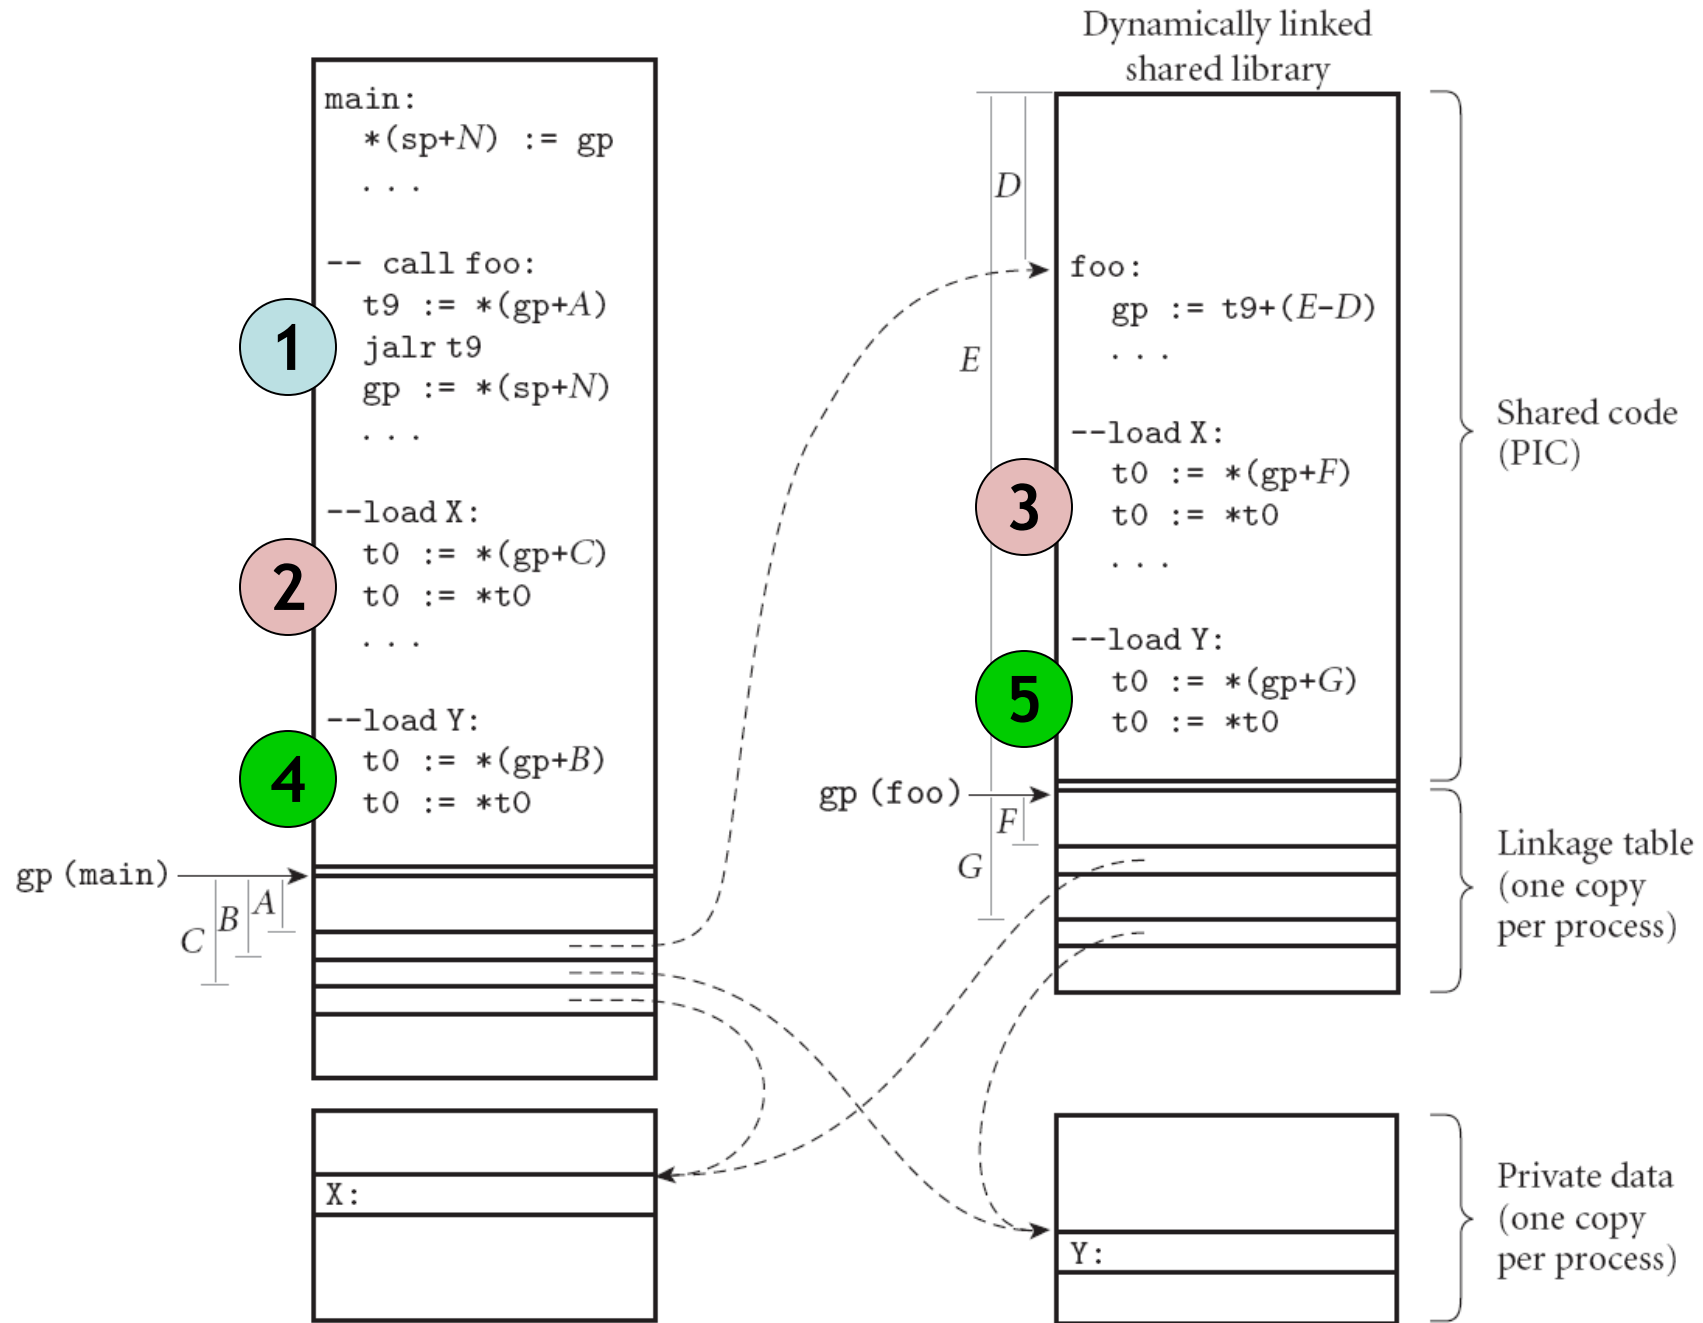 main:
*(sp+N) := gp
. . .
-- call foo:
t9 := *(gp+A)
jalr t9
gp := *(sp+N)
. . .
--load X:
t0 := *(gp+C)
t0 := *t0
. . .
--load Y:
t0 := *(gp+B)
t0 := *t0
1
2
4
gp (main)
A
B
C
X:
Dynamically linked
shared library
D
E
foo:
gp := t9+(E-D)
. . .
--load X:
t0 := *(gp+F)
t0 := *t0
. . .
--load Y:
t0 := *(gp+G)
t0 := *t0
3
5
gp (foo)
F
G
Y:
Shared code
(PIC)
Linkage table
(one copy
per process)
Private data
(one copy
per process)